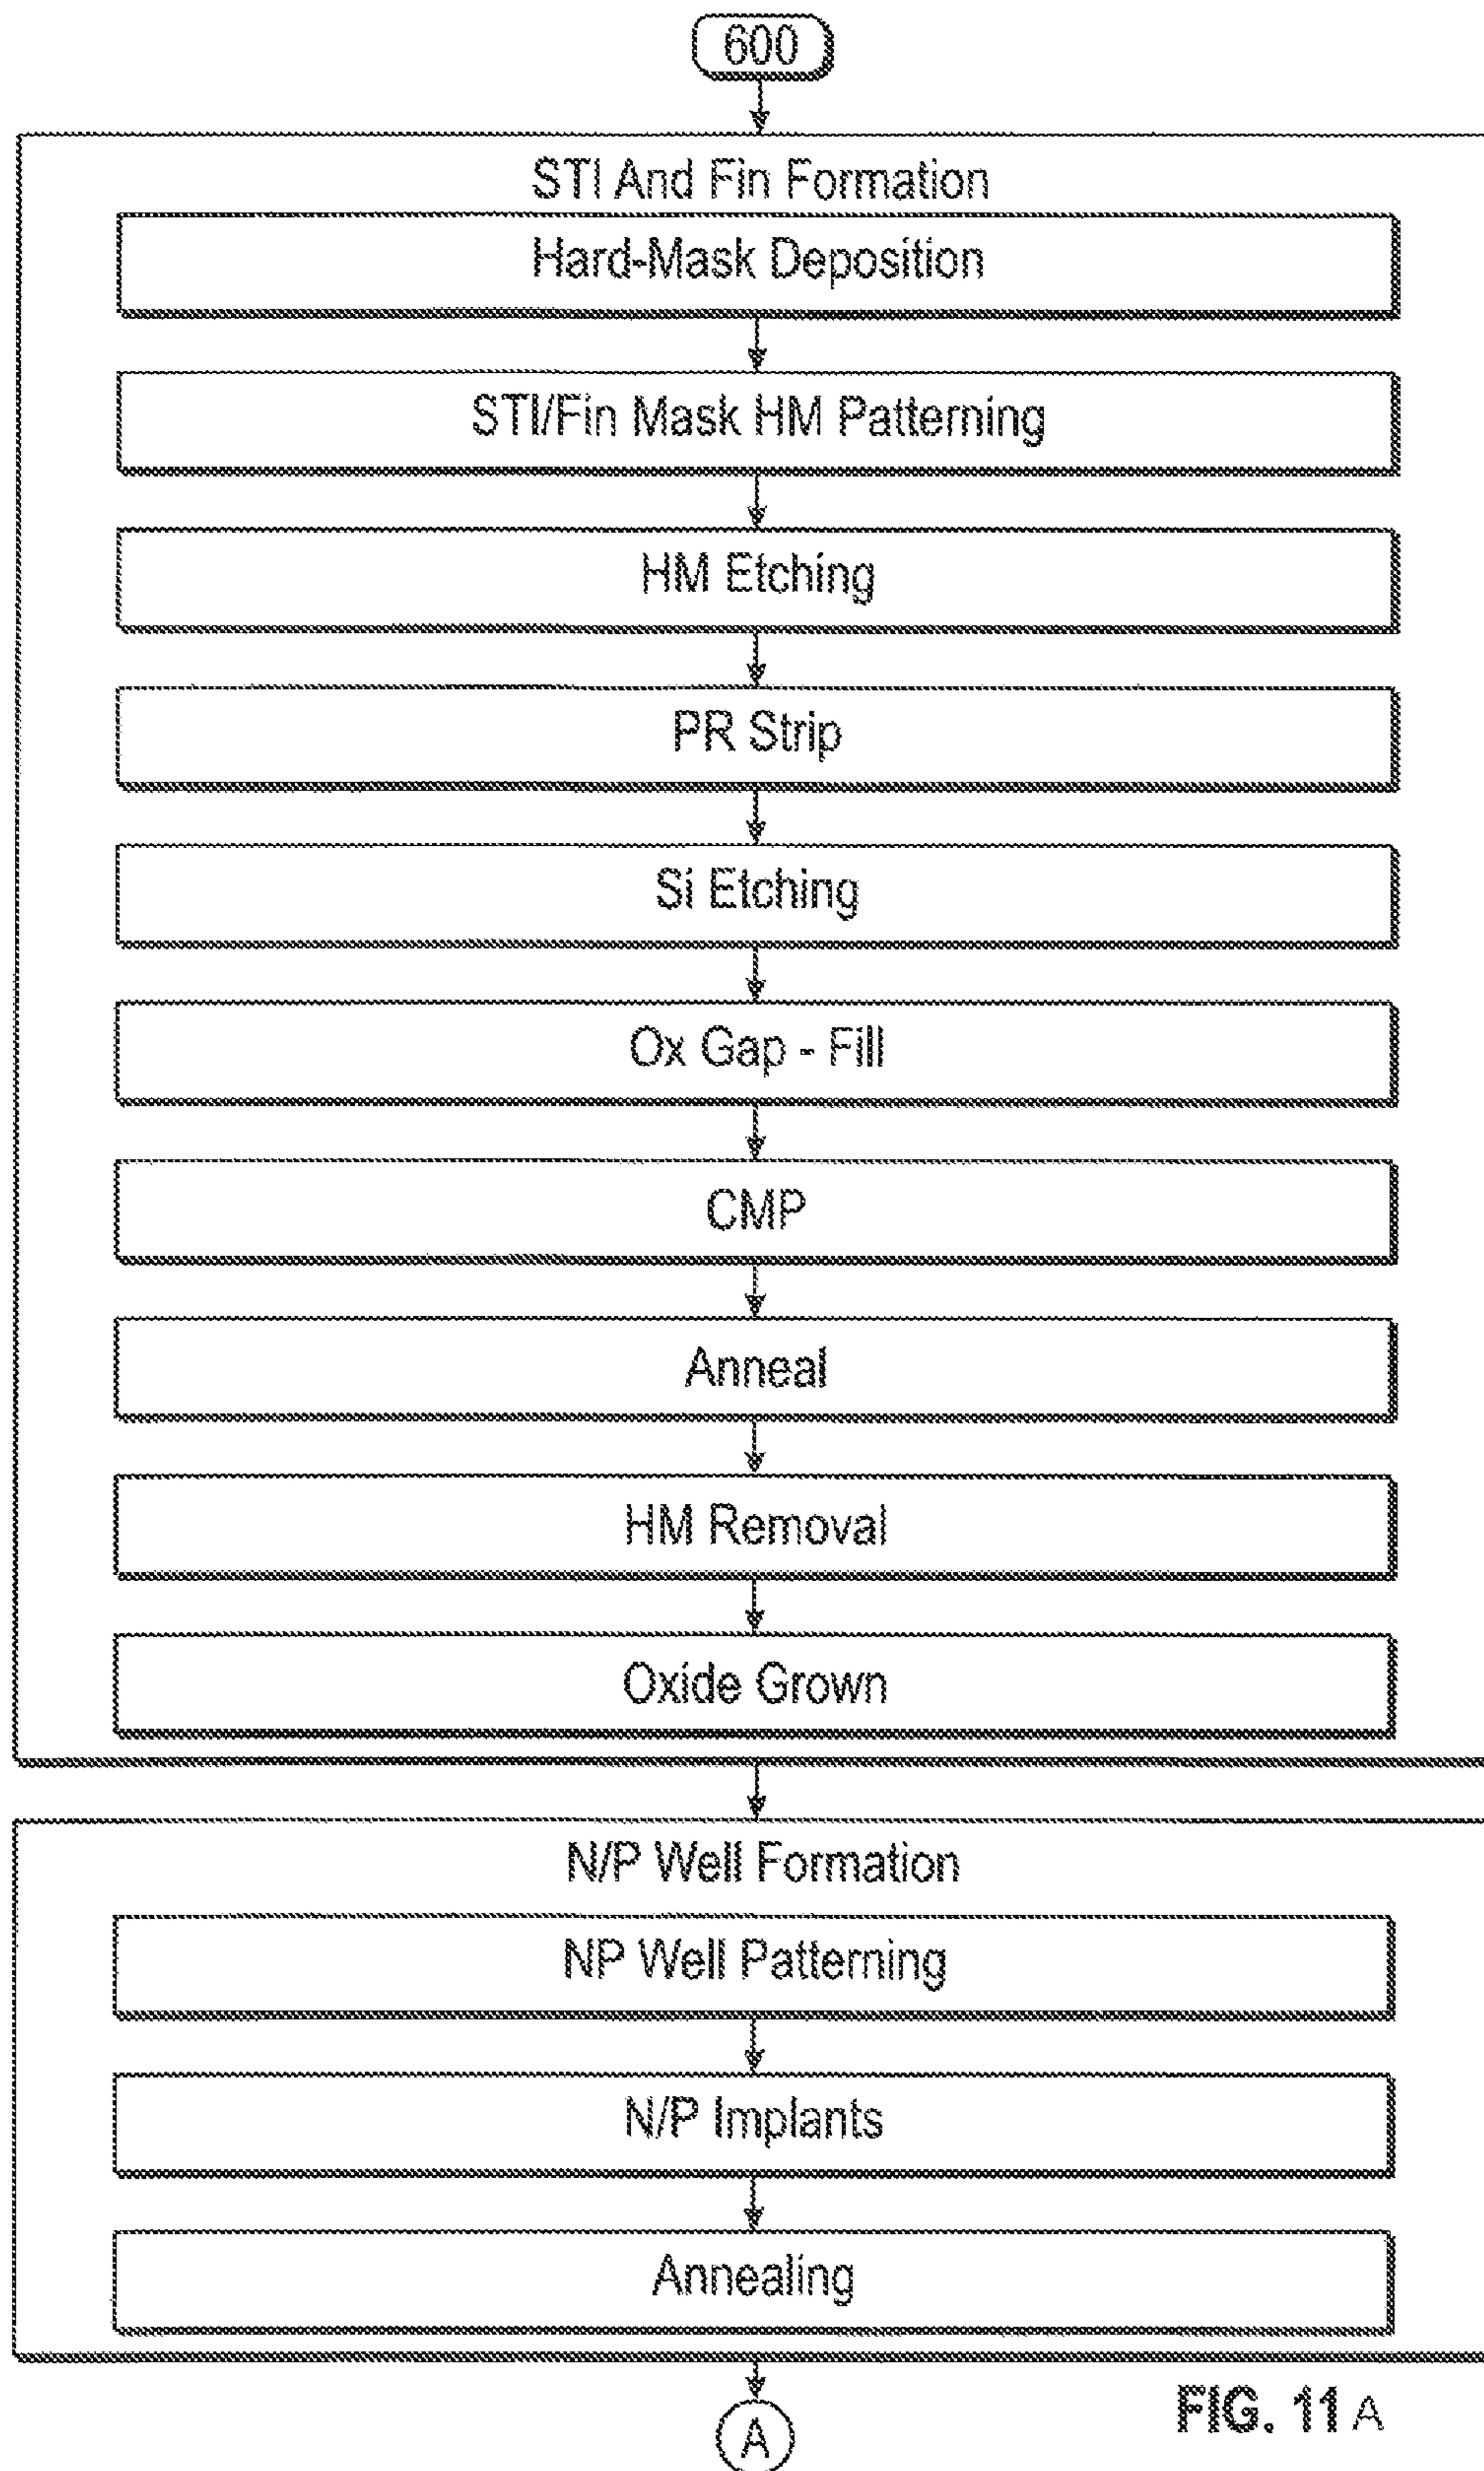 600
STI And Fin Formation
Hard-Mask Deposition
STI/Fin Mask HM Patterning
HM Etching
PR Strip
Si Etching
Ox Gap - Fill
CMP
Anneal
HM Removal
Oxide Grown
N/P Well Formation
NP Well Patterning
N/P Implants
Annealing
A
FIG. 11 A